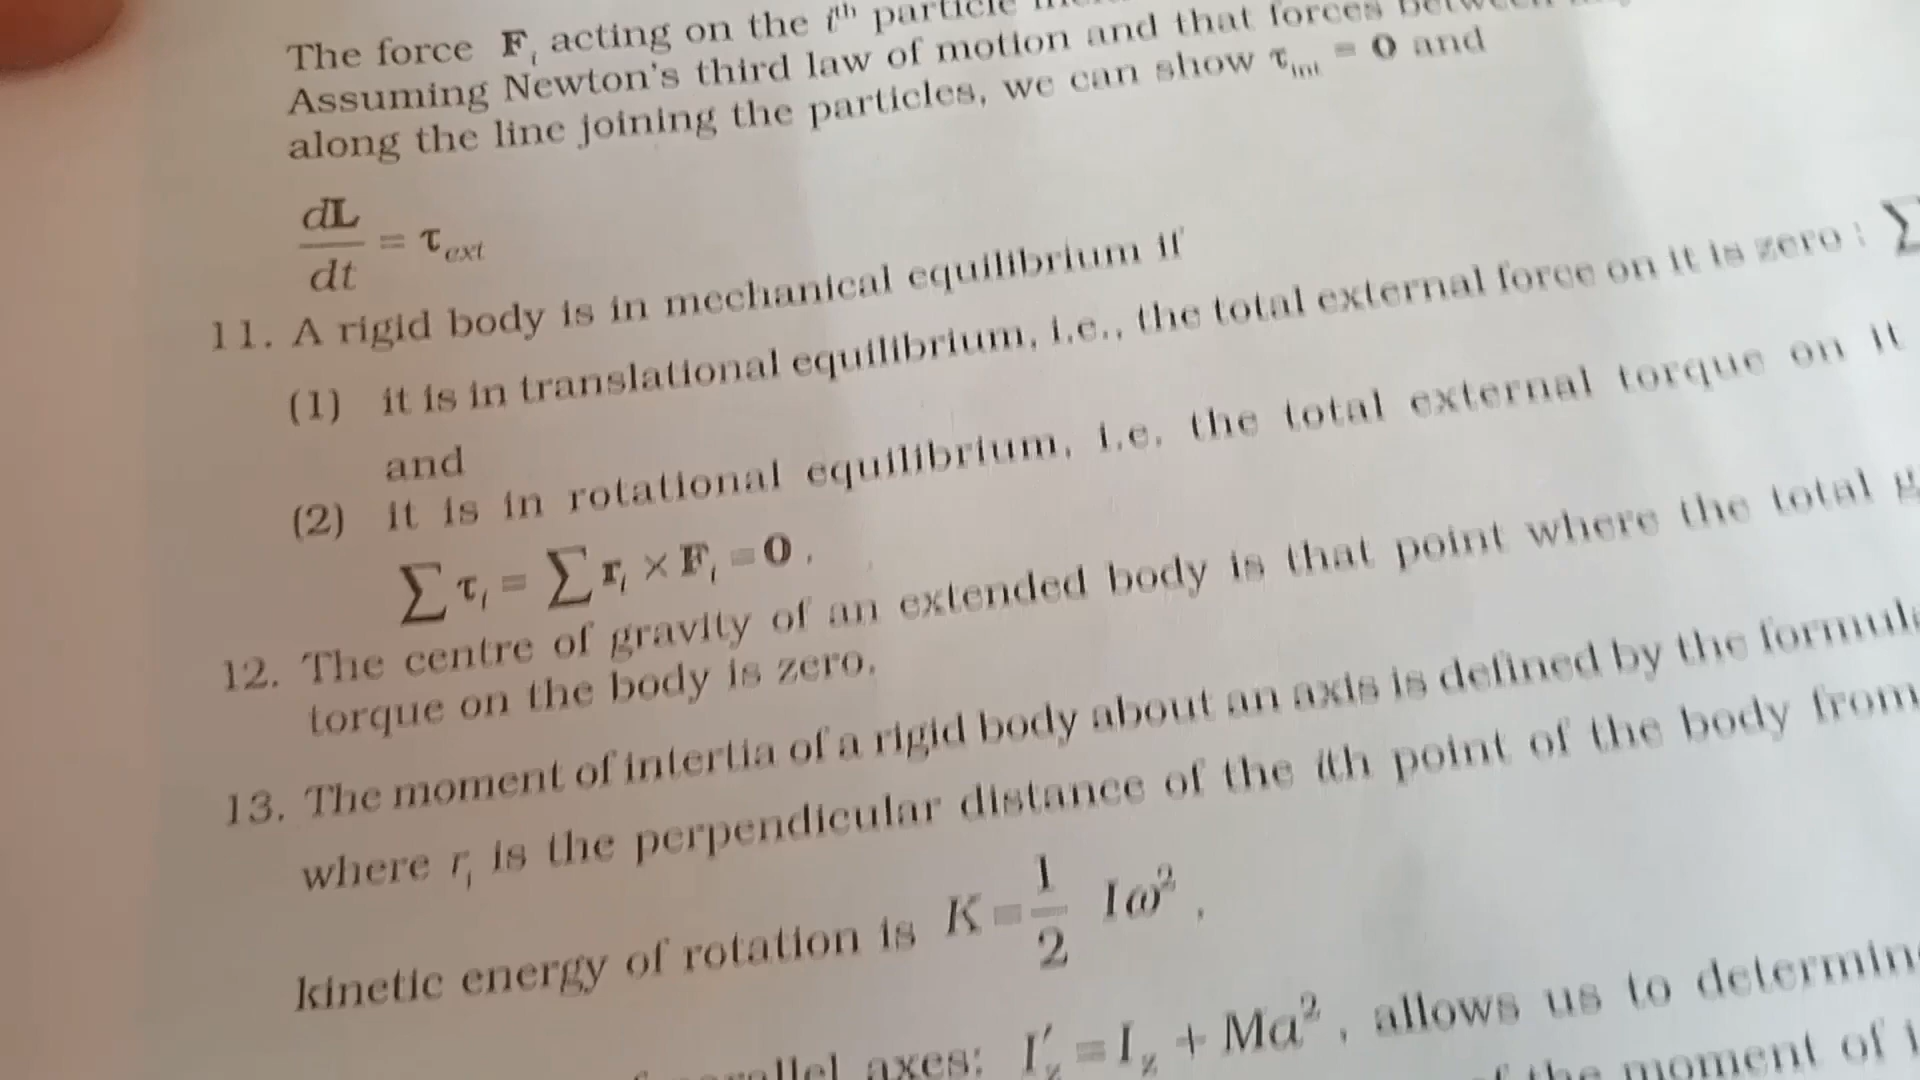 The force F_i acting on the i^th particle
Assuming Newton's third law of motion and that forces between
along the line joining the particles, we can show τ_int = 0 and
dL/dt = τ_ext
11. A rigid body is in mechanical equilibrium if
(1) it is in translational equilibrium, i.e., the total external force on it is zero : ∑
and
(2) it is in rotational equilibrium, i.e. the total external torque on it
∑ τ_i = ∑ r_i × F_i = 0.
12. The centre of gravity of an extended body is that point where the total
torque on the body is zero.
13. The moment of intertia of a rigid body about an axis is defined by the formula
where r_i is the perpendicular distance of the ith point of the body from
kinetic energy of rotation is K = 1/2 Iω².
axes: I'_z = I_z + Ma², allows us to
the moment of